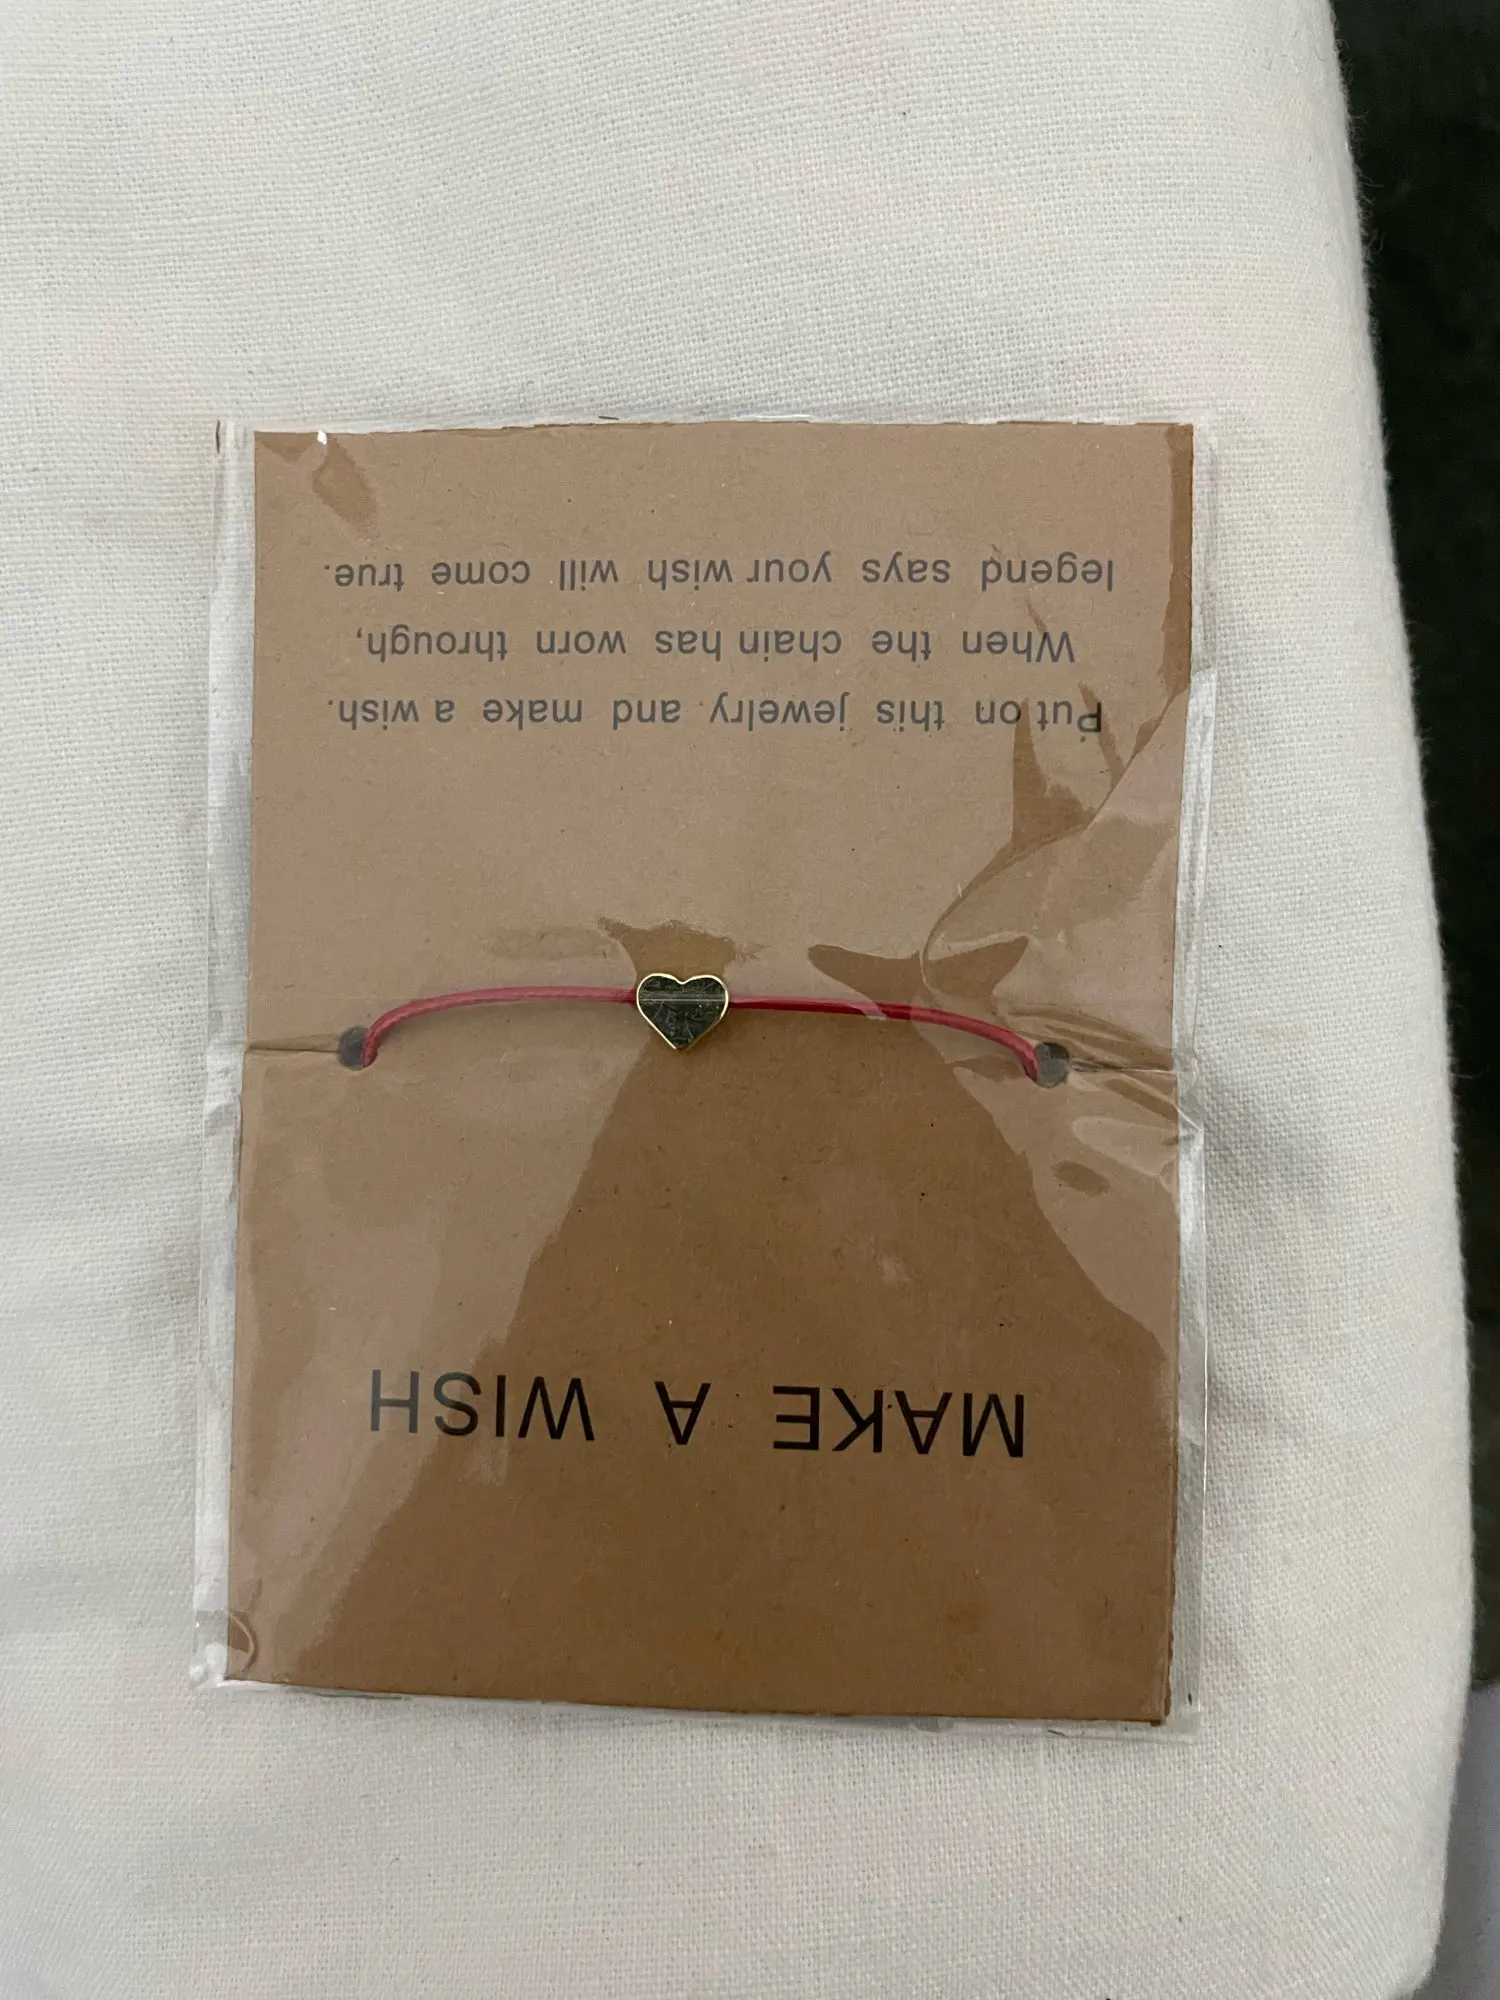 MAKE A WISH
Put on this jewelry and make a wish.
When the chain has worn through,
legend says your wish will come true.